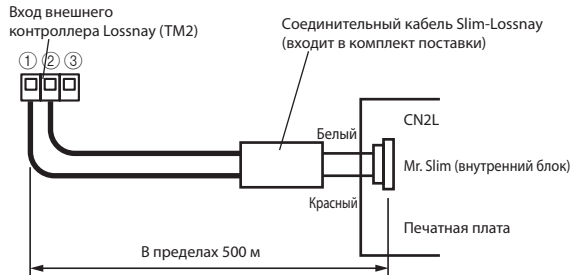 Вход внешнего
контроллера Lossnay (TM2)
Соединительный кабель Slim-Lossnay
(входит в комплект поставки)
① ② ③
CN2L
Белый
Mr. Slim (внутренний блок)
Красный
Печатная плата
В пределах 500 м